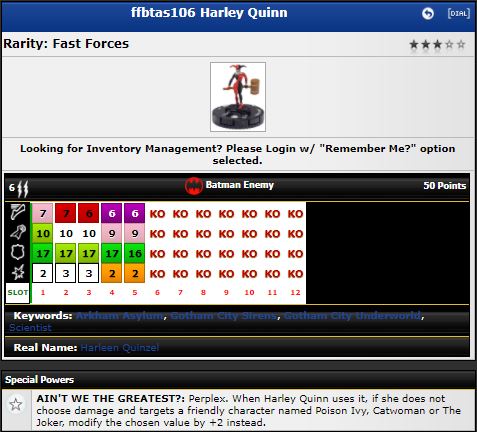 ffbtas106 Harley Quinn
[DIAL]
Rarity: Fast Forces
Looking for Inventory Management? Please Login w/ "Remember Me?" option
selected.
6
Batman Enemy
50 Points
7 7 6 6 6 KO KO KO KO KO KO KO
10 10 10 9 9 KO KO KO KO KO KO KO
17 17 17 17 16 KO KO KO KO KO KO KO
2 3 3 2 2 KO KO KO KO KO KO KO
SLOT 1 2 3 4 5 6 7 8 9 10 11 12
Keywords: Arkham Asylum, Gotham City Sirens, Gotham City Underworld,
Scientist
Real Name: Harleen Quinzel
Special Powers
AIN'T WE THE GREATEST?: Perplex. When Harley Quinn uses it, if she does not
choose damage and targets a friendly character named Poison Ivy, Catwoman or The
Joker, modify the chosen value by +2 instead.